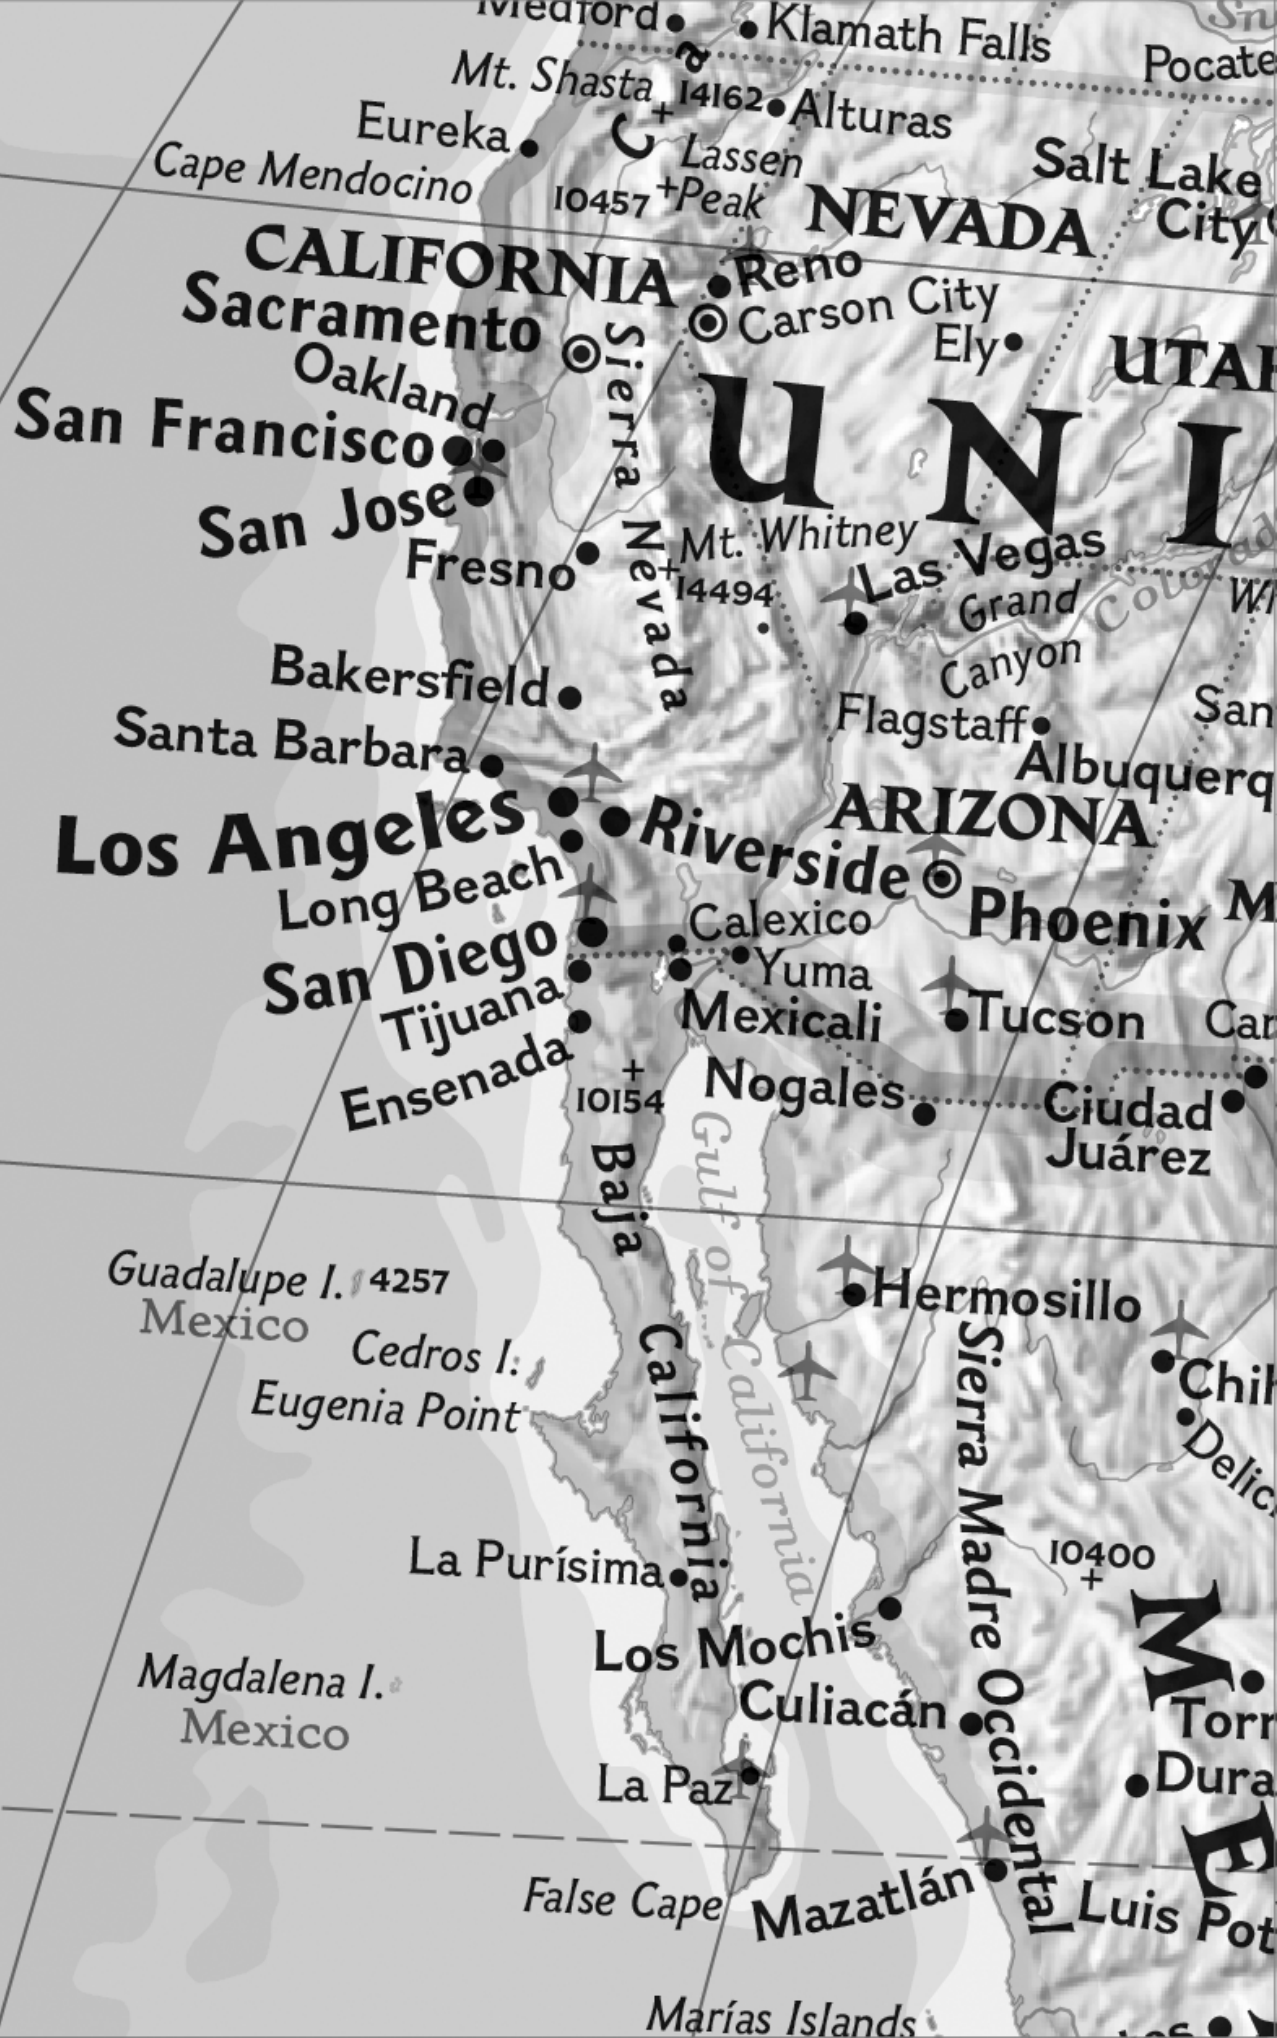 Medford
Klamath Falls
Mt. Shasta
14162
Alturas
Eureka
Cape Mendocino
Lassen
Peak
10457
NEVADA
Salt Lake
City
CALIFORNIA
Reno
Sacramento
Carson City
Ely
UTAH
Oakland
San Francisco
San Jose
Sierra Nevada
U N I
Fresno
Mt. Whitney
14494
Las Vegas
Grand
Canyon
Bakersfield
Flagstaff
San
Santa Barbara
Albuquerq
Los Angeles
Riverside
ARIZONA
Long Beach
Phoenix
M
San Diego
Calexico
Yuma
Tijuana
Mexicali
Tucson
Car
Ensenada
10154
Nogales
Ciudad
Juárez
Baja California
Gulf of California
Guadalupe I.
4257
Mexico
Hermosillo
Cedros I.
Eugenia Point
Chih
Delic
Sierra Madre Occidental
10400
La Purísima
Los Mochis
M
Magdalena I.
Mexico
Culiacán
Torr
La Paz
Dura
E
False Cape
Mazatlán
Luis Pot
Marías Islands